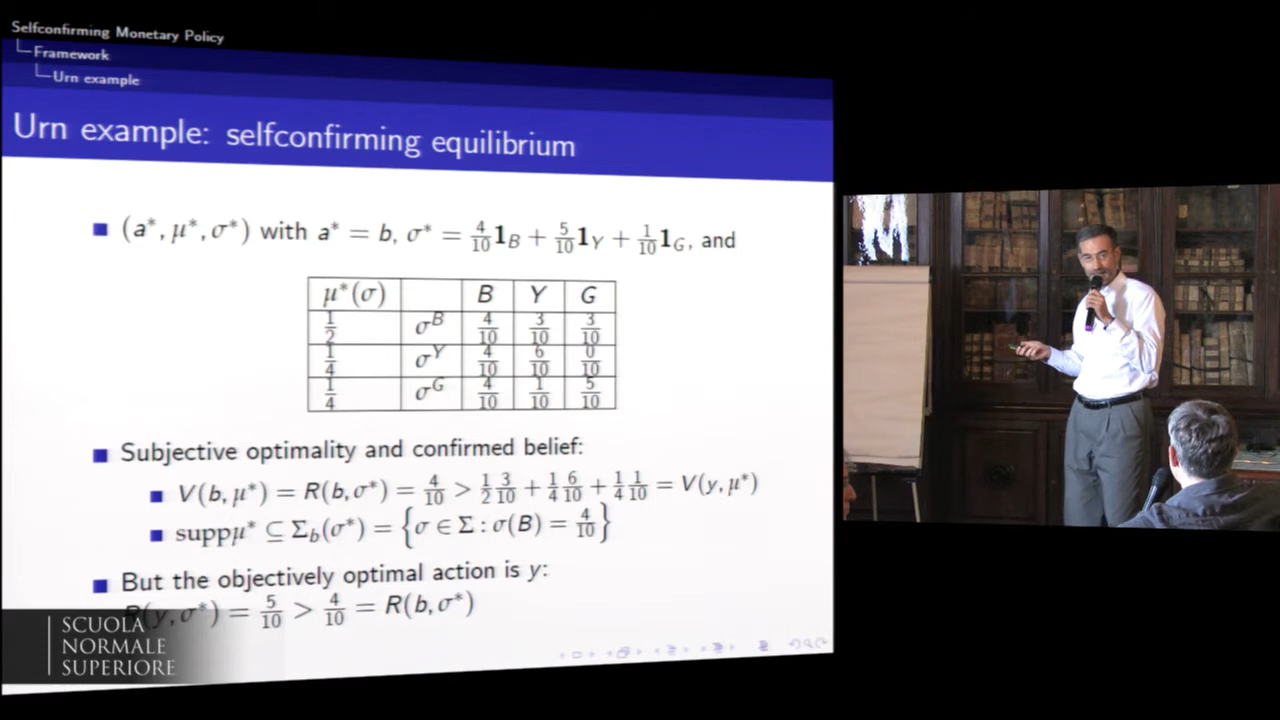 Selfconfirming Monetary Policy
Framework
Urn example
Urn example: selfconfirming equilibrium
(a*, μ*, σ*) with a* = b, σ* = 4/10 1_B + 5/10 1_Y + 1/10 1_G, and
μ*(σ) B Y G
1/2 σ^B 4/10 3/10 3/10
1/4 σ^Y 4/10 6/10 0/10
1/4 σ^G 4/10 1/10 5/10
Subjective optimality and confirmed belief:
V(b, μ*) = R(b, σ*) = 4/10 > 1/2 3/10 + 1/4 6/10 + 1/4 1/10 = V(y, μ*)
suppμ* ⊆ Σ_b(σ*) = {σ ∈ Σ : σ(B) = 4/10}
But the objectively optimal action is y:
R(y, σ*) = 5/10 > 4/10 = R(b, σ*)
SCUOLA
NORMALE
SUPERIORE